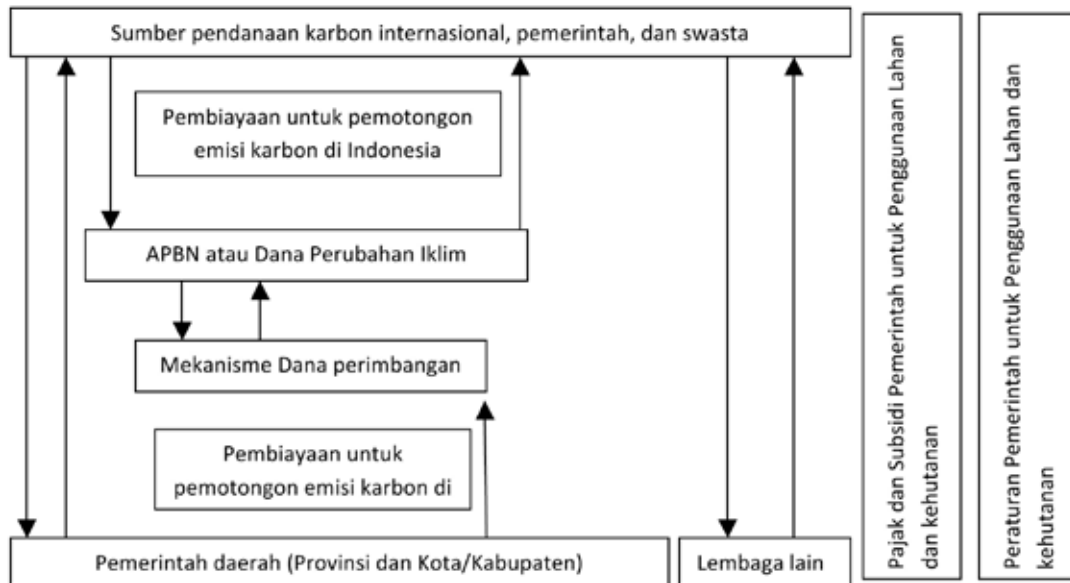 Sumber pendanaan karbon internasional, pemerintah, dan swasta
Pembiayaan untuk pemotongon
emisi karbon di Indonesia
APBN atau Dana Perubahan Iklim
Mekanisme Dana perimbangan
Pembiayaan untuk
pemotongon emisi karbon di
Pemerintah daerah (Provinsi dan Kota/Kabupaten)
Lembaga lain
Pajak dan Subsidi Pemerintah untuk Penggunaan Lahan
dan kehutanan
Peraturan Pemerintah untuk Penggunaan Lahan dan
kehutanan